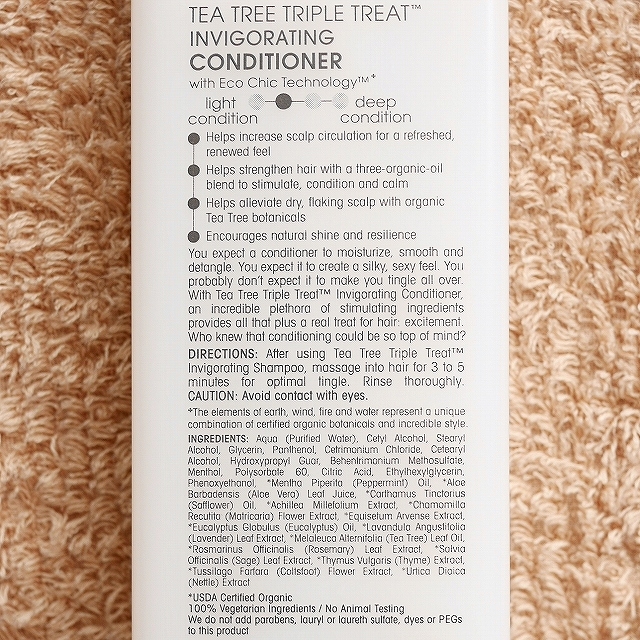 TEA TREE TRIPLE TREAT™
INVIGORATING
CONDITIONER
with Eco Chic Technology™*
light condition
deep condition
Helps increase scalp circulation for a refreshed,
renewed feel
Helps strengthen hair with a three-organic-oil
blend to stimulate, condition and calm
Helps alleviate dry, flaking scalp with organic
Tea Tree botanicals
Encourages natural shine and resilience
You expect a conditioner to moisturize, smooth and
detangle. You expect it to create a silky, sexy feel. You
probably don't expect it to make you tingle all over.
With Tea Tree Triple Treat™ Invigorating Conditioner,
an incredible plethora of stimulating ingredients
provides all that plus a real treat for hair: excitement.
Who knew that conditioning could be so top of mind?
DIRECTIONS: After using Tea Tree Triple Treat™
Invigorating Shampoo, massage into hair for 3 to 5
minutes for optimal tingle. Rinse thoroughly.
CAUTION: Avoid contact with eyes.
*The elements of earth, wind, fire and water represent a unique
combination of certified organic botanicals and incredible style.
INGREDIENTS: Aqua (Purified Water), Cetyl Alcohol, Stearyl
Alcohol, Glycerin, Panthenol, Cetrimonium Chloride, Cetearyl
Alcohol, Hydroxypropyl Guar, Behentrimonium Methosulfate,
Menthol, Polysorbate 60, Citric Acid, Ethylhexylglycerin,
Phenoxyethanol, *Mentha Piperita (Peppermint) Oil, *Aloe
Barbadensis (Aloe Vera) Leaf Juice, *Carthamus Tinctorius
(Safflower) Oil, *Achillea Millefolium Extract, *Chamomilla
Recutita (Matricaria) Flower Extract, *Equisetum Arvense Extract,
*Eucalyptus Globulus (Eucalyptus) Oil, *Lavandula Angustifolia
(Lavender) Leaf Extract, *Melaleuca Alternifolia (Tea Tree) Leaf Oil,
*Rosmarinus Officinalis (Rosemary) Leaf Extract, *Salvia
Officinalis (Sage) Leaf Extract, *Thymus Vulgaris (Thyme) Extract,
*Tussilago Farfara (Coltsfoot) Flower Extract, *Urtica Dioica
(Nettle) Extract
*USDA Certified Organic
100% Vegetarian Ingredients / No Animal Testing
We do not add parabens, lauryl or laureth sulfate, dyes or PEGs
to this product